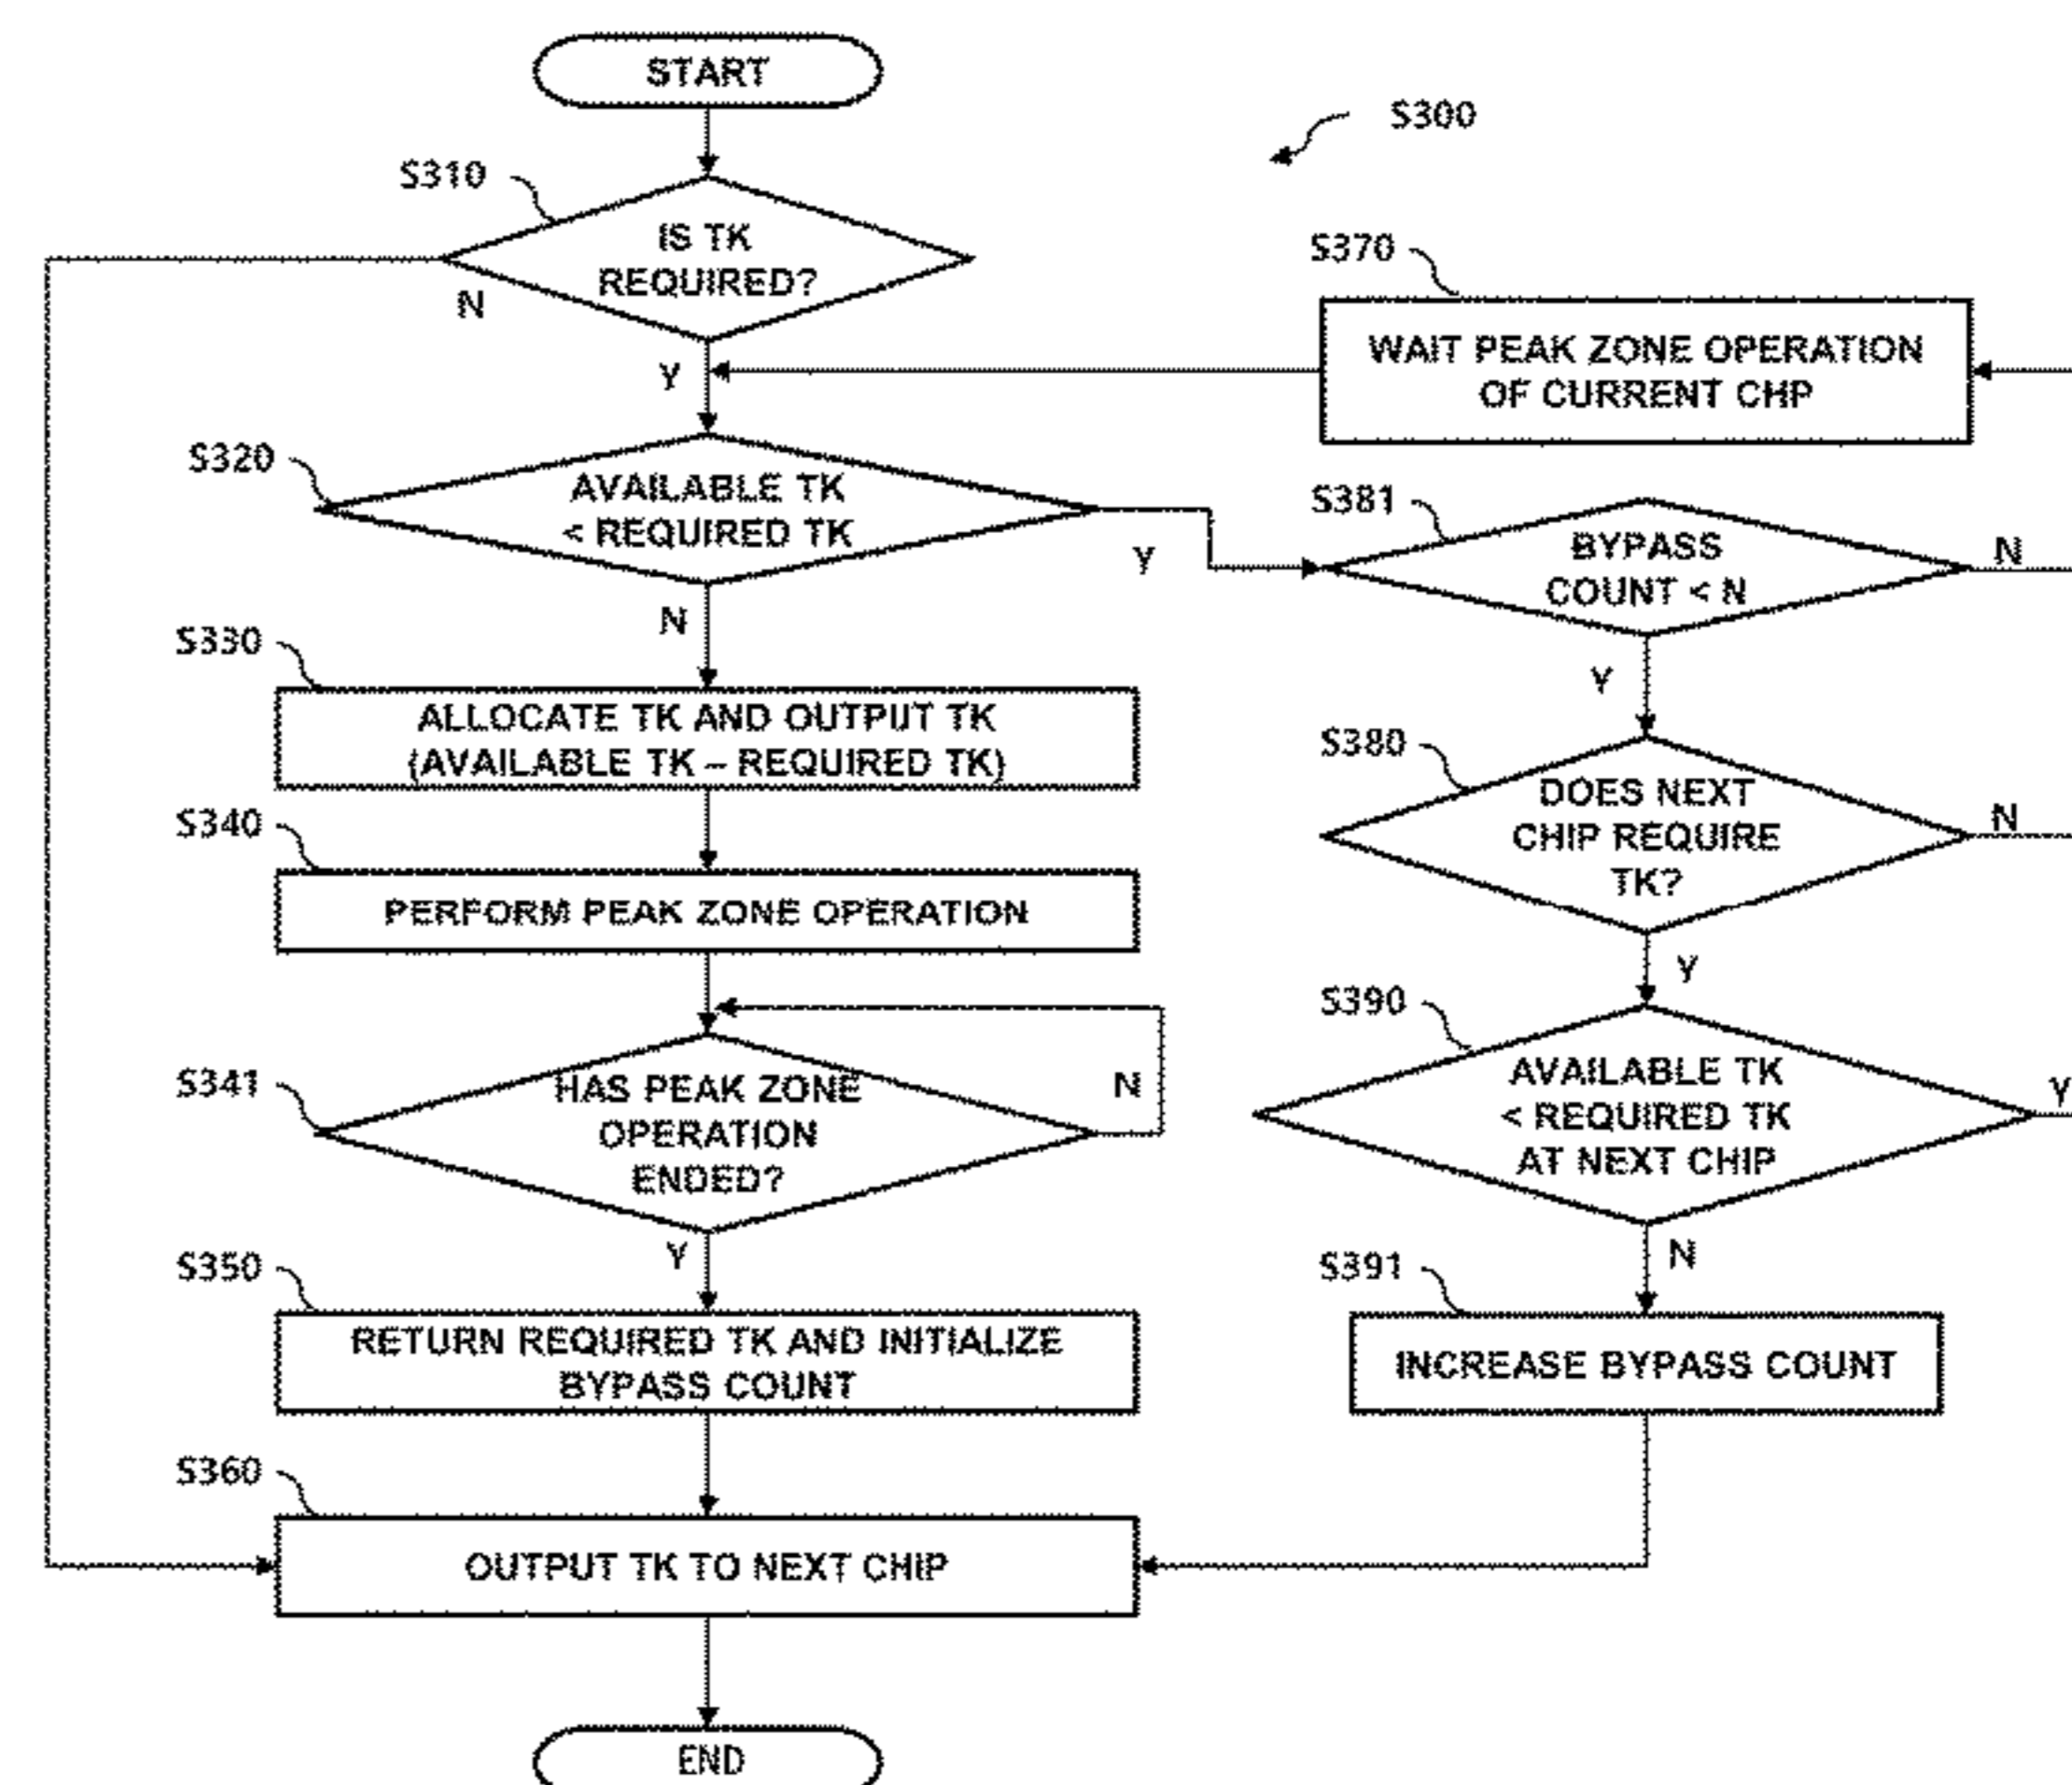 START
S300
S310
IS TK
REQUIRED?
N
Y
S370
WAIT PEAK ZONE OPERATION
OF CURRENT CHP
S320
AVAILABLE TK
< REQUIRED TK
Y
N
S381
BYPASS
COUNT < N
N
Y
S330
ALLOCATE TK AND OUTPUT TK
(AVAILABLE TK – REQUIRED TK)
S380
DOES NEXT
CHIP REQUIRE
TK?
N
Y
S340
PERFORM PEAK ZONE OPERATION
S390
AVAILABLE TK
< REQUIRED TK
AT NEXT CHIP
Y
N
S341
HAS PEAK ZONE
OPERATION
ENDED?
N
Y
S350
RETURN REQUIRED TK AND INITIALIZE
BYPASS COUNT
S391
INCREASE BYPASS COUNT
S360
OUTPUT TK TO NEXT CHIP
END